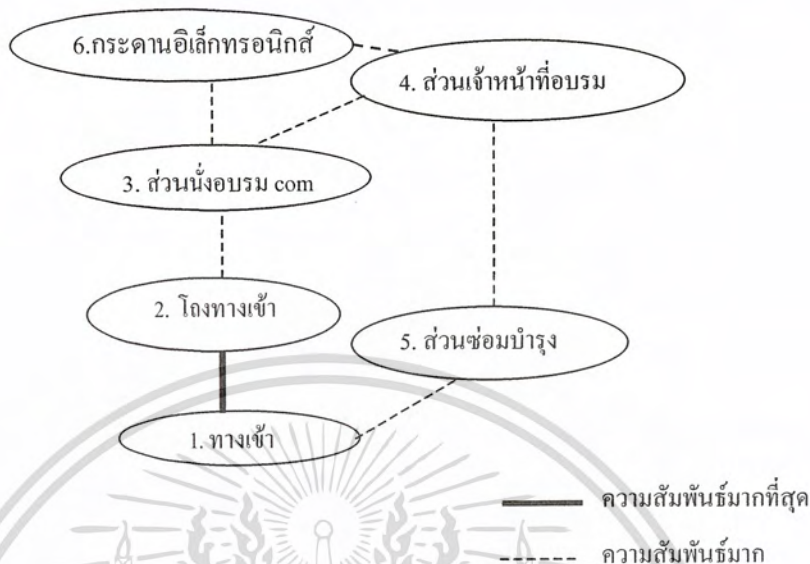 6.กระดานอิเล็กทรอนิกส์
4. ส่วนเจ้าหน้าที่อบรม
3. ส่วนนั่งอบรม com
2. โถงทางเข้า
5. ส่วนซ่อมบำรุง
1. ทางเข้า
ความสัมพันธ์มากที่สุด
ความสัมพันธ์มาก